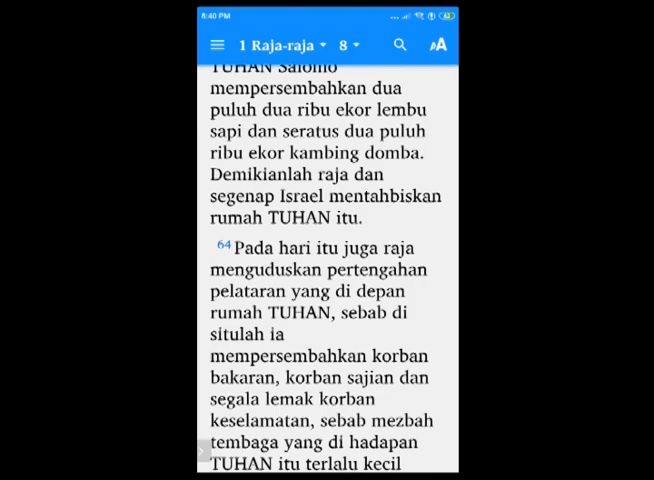 8:40 PM
1 Raja-raja 8
AA
TUHAN Salomo
mempersembahkan dua
puluh dua ribu ekor lembu
sapi dan seratus dua puluh
ribu ekor kambing domba.
Demikianlah raja dan
segenap Israel mentahbiskan
rumah TUHAN itu.
64 Pada hari itu juga raja
menguduskan pertengahan
pelataran yang di depan
rumah TUHAN, sebab di
situlah ia
mempersembahkan korban
bakaran, korban sajian dan
segala lemak korban
keselamatan, sebab mezbah
tembaga yang di hadapan
TUHAN itu terlalu kecil